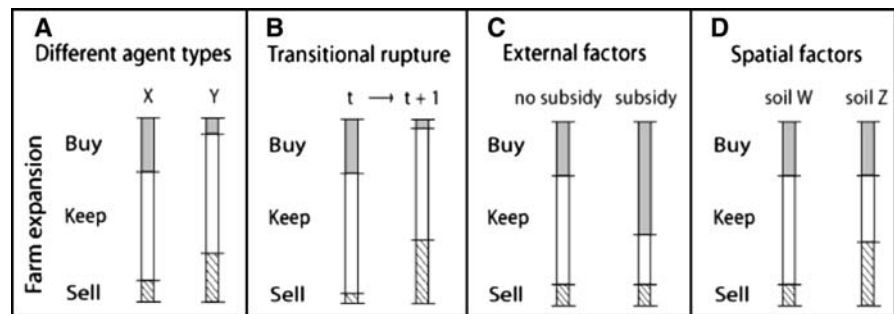 A
Different agent types
X Y
Buy
Keep
Sell
Farm expansion
B
Transitional rupture
t → t + 1
Buy
Keep
Sell
C
External factors
no subsidy subsidy
Buy
Keep
Sell
D
Spatial factors
soil W soil Z
Buy
Keep
Sell